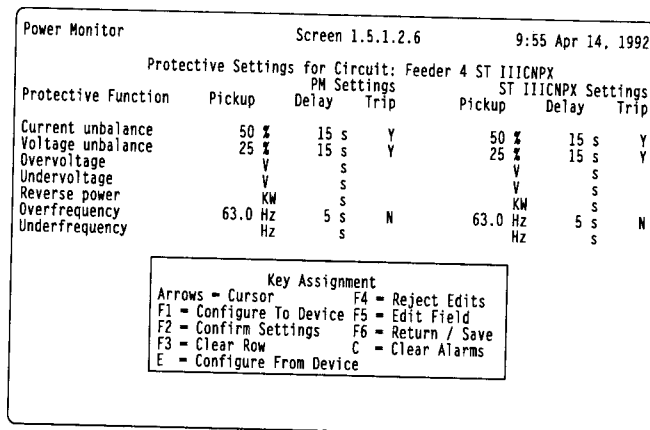 Power Monitor Screen 1.5.1.2.6 9:55 Apr 14, 1992
Protective Settings for Circuit: Feeder 4 ST IIICNPX
PM Settings ST IIICNPX Settings
Protective Function Pickup Delay Trip Pickup Delay Trip
Current unbalance 50 % 15 s Y 50 % 15 s Y
Voltage unbalance 25 % 15 s Y 25 % 15 s Y
Overvoltage V s V s
Undervoltage V s V s
Reverse power KW s KW s
Overfrequency 63.0 Hz 5 s N 63.0 Hz 5 s N
Underfrequency Hz s Hz s
Key Assignment
Arrows = Cursor F4 = Reject Edits
F1 = Configure To Device F5 = Edit Field
F2 = Confirm Settings F6 = Return / Save
F3 = Clear Row C = Clear Alarms
E = Configure From Device